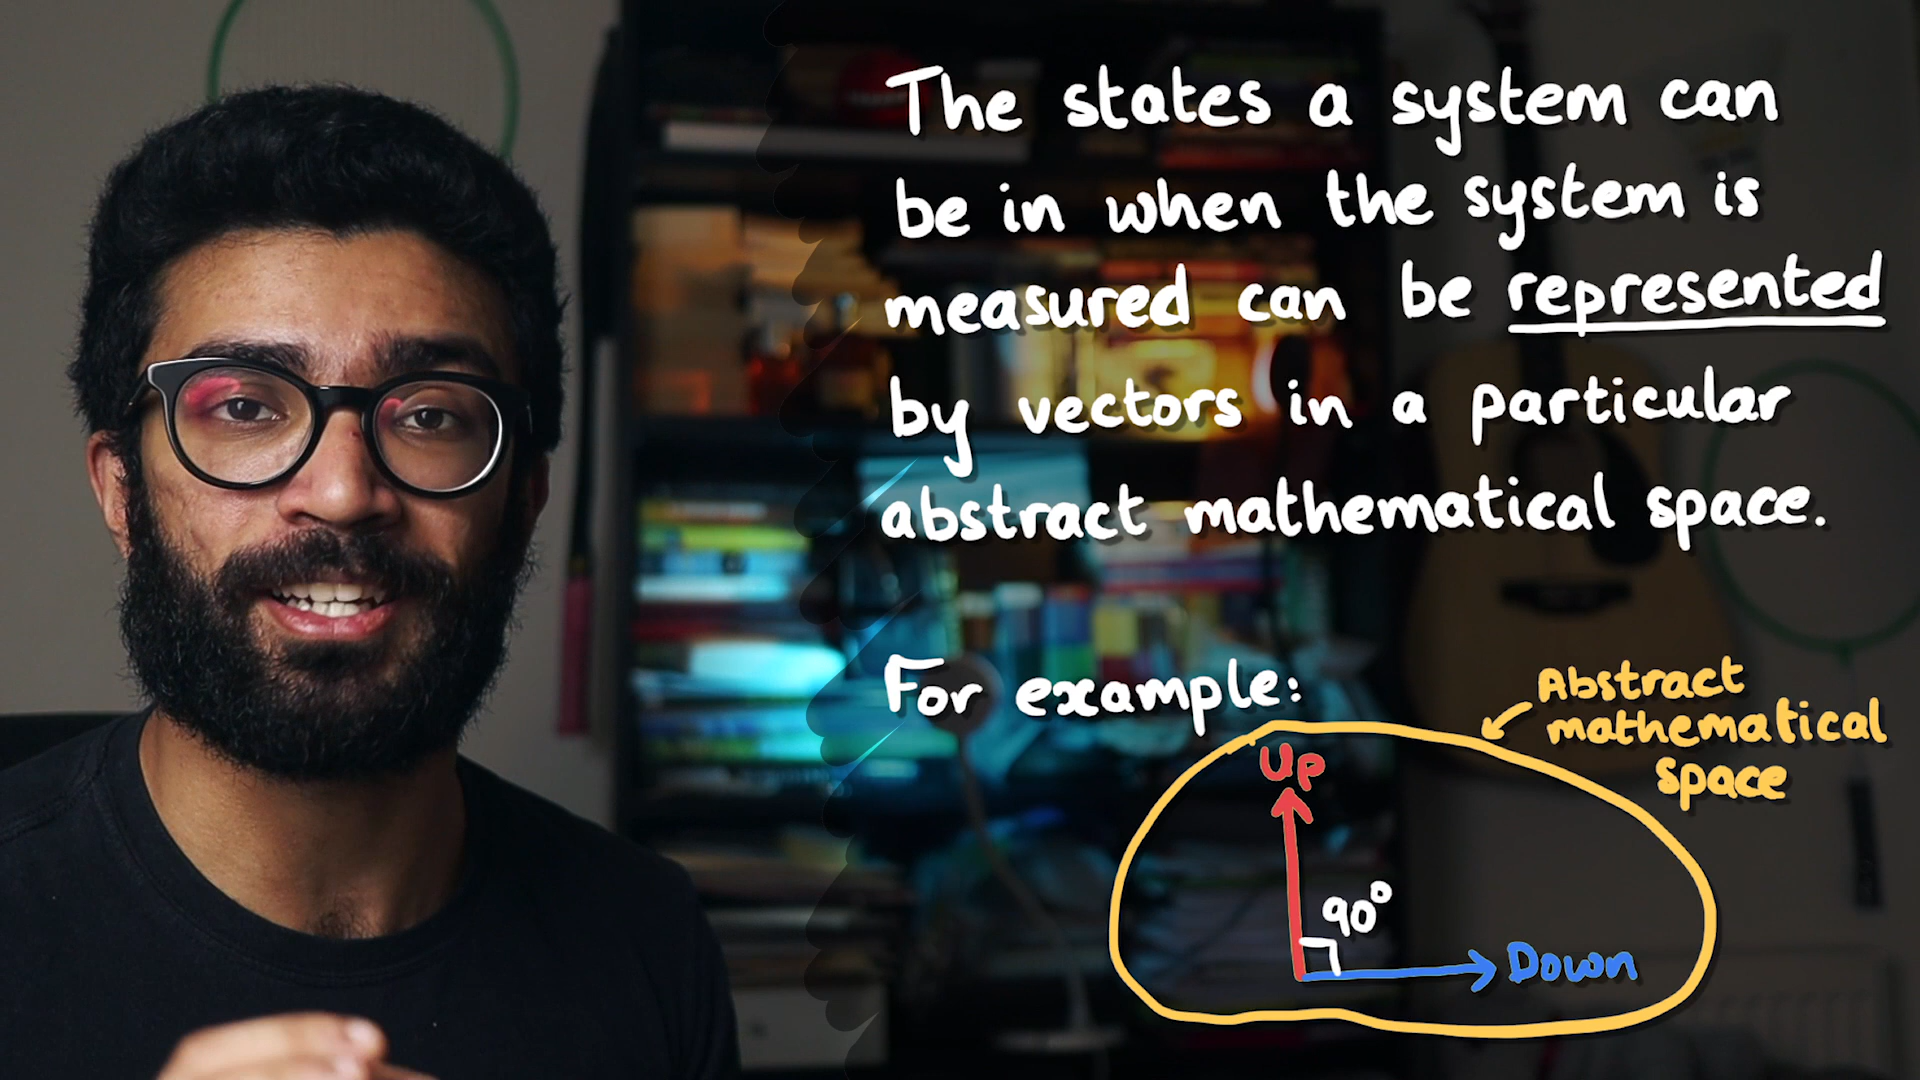 The states a system can
be in when the system is
measured can be represented
by vectors in a particular
abstract mathematical space.
For example:
Abstract
mathematical
space
Up
90°
Down